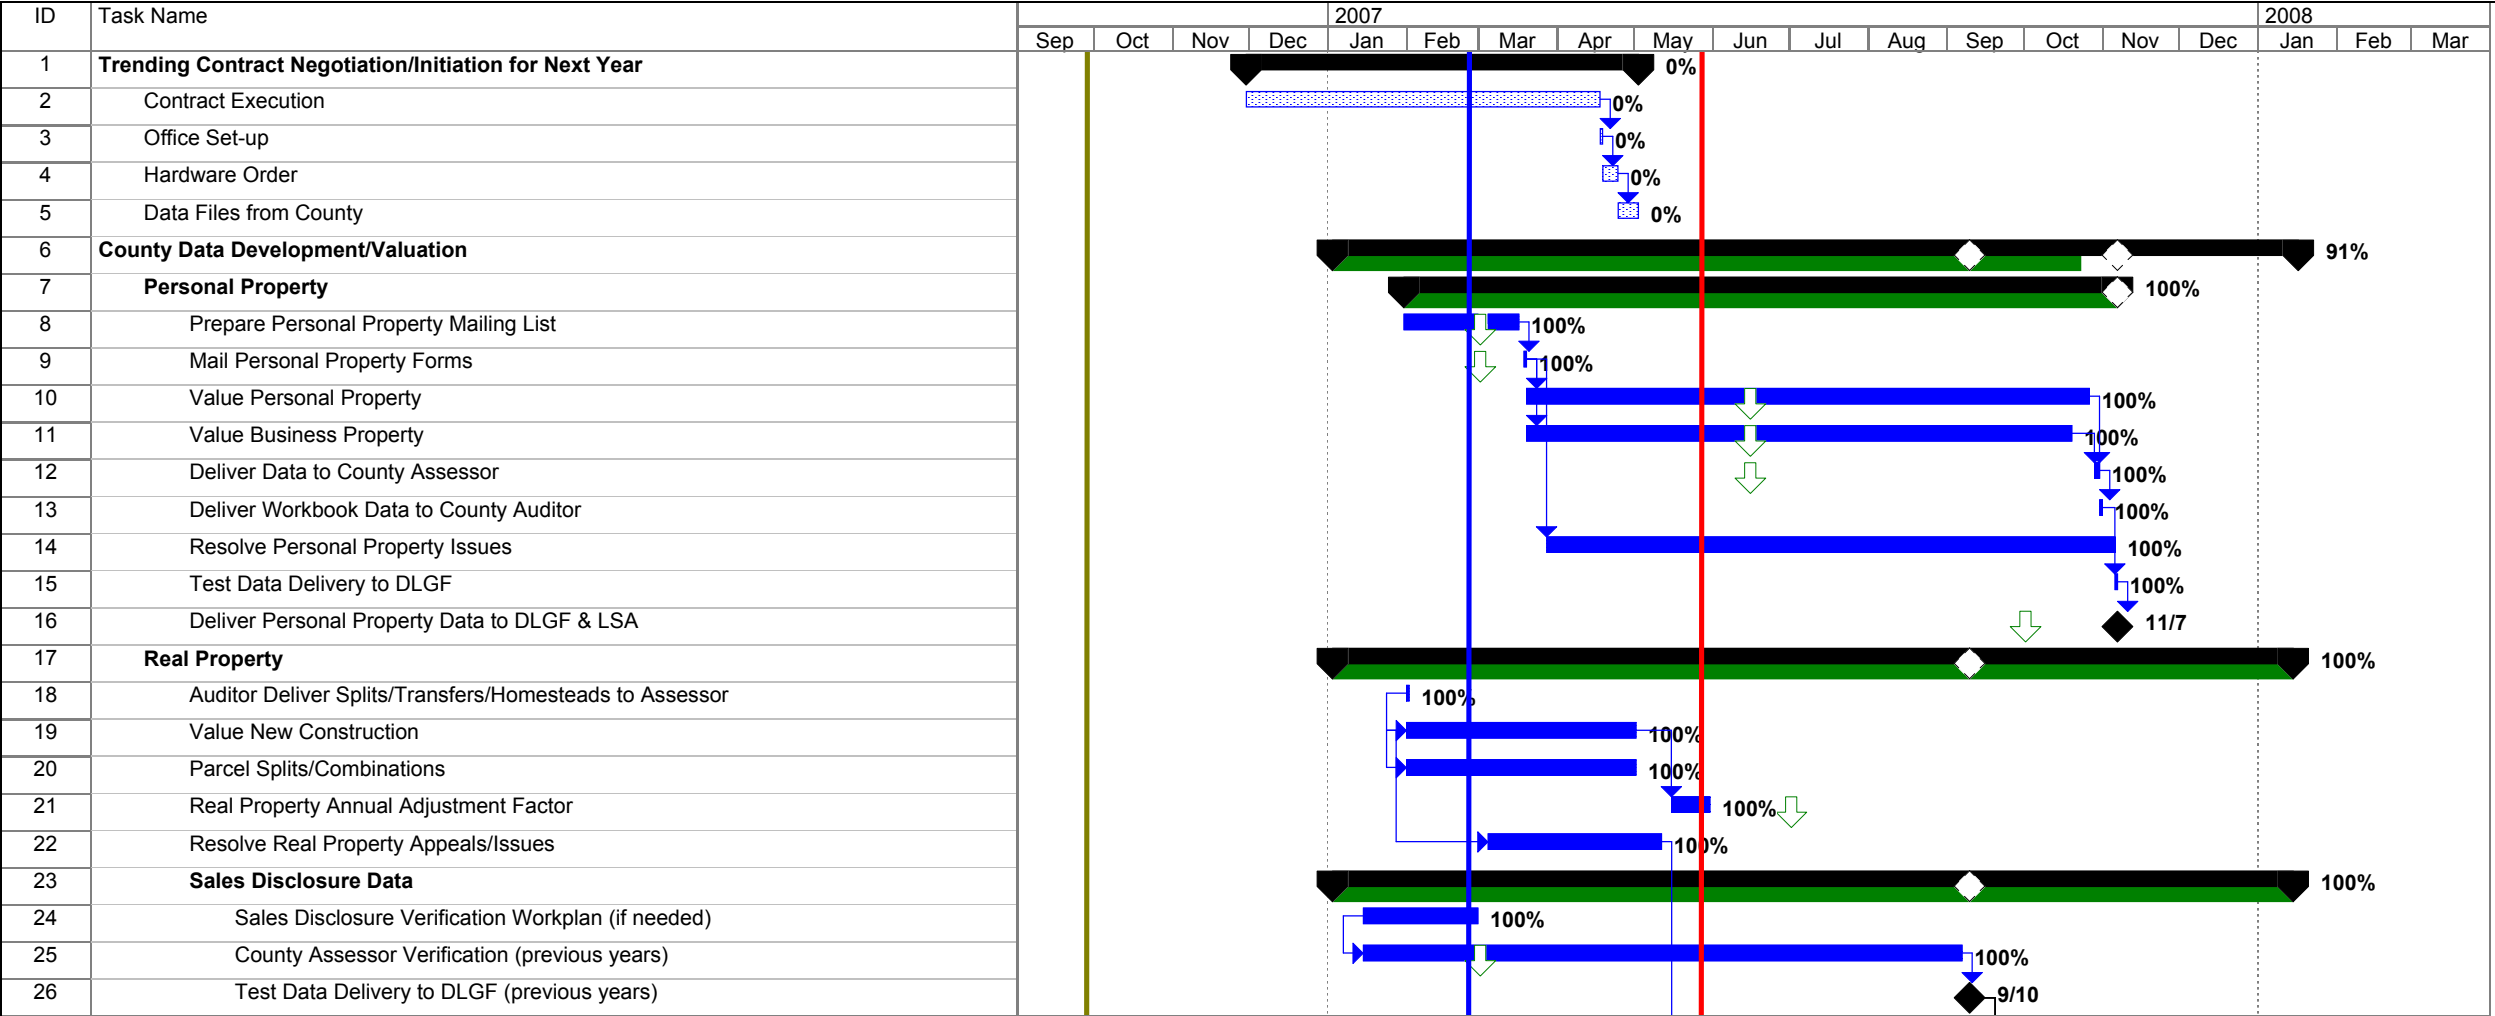 ID Task Name 2007 2008
Sep Oct Nov Dec Jan Feb Mar Apr May Jun Jul Aug Sep Oct Nov Dec Jan Feb Mar
1 Trending Contract Negotiation/Initiation for Next Year 0%
2 Contract Execution 0%
3 Office Set-up 0%
4 Hardware Order 0%
5 Data Files from County 0%
6 County Data Development/Valuation 91%
7 Personal Property 100%
8 Prepare Personal Property Mailing List 100%
9 Mail Personal Property Forms 100%
10 Value Personal Property 100%
11 Value Business Property 100%
12 Deliver Data to County Assessor 100%
13 Deliver Workbook Data to County Auditor 100%
14 Resolve Personal Property Issues 100%
15 Test Data Delivery to DLGF 100%
16 Deliver Personal Property Data to DLGF & LSA 11/7
17 Real Property 100%
18 Auditor Deliver Splits/Transfers/Homesteads to Assessor 100%
19 Value New Construction 100%
20 Parcel Splits/Combinations 100%
21 Real Property Annual Adjustment Factor 100%
22 Resolve Real Property Appeals/Issues 100%
23 Sales Disclosure Data 100%
24 Sales Disclosure Verification Workplan (if needed) 100%
25 County Assessor Verification (previous years) 100%
26 Test Data Delivery to DLGF (previous years) 9/10